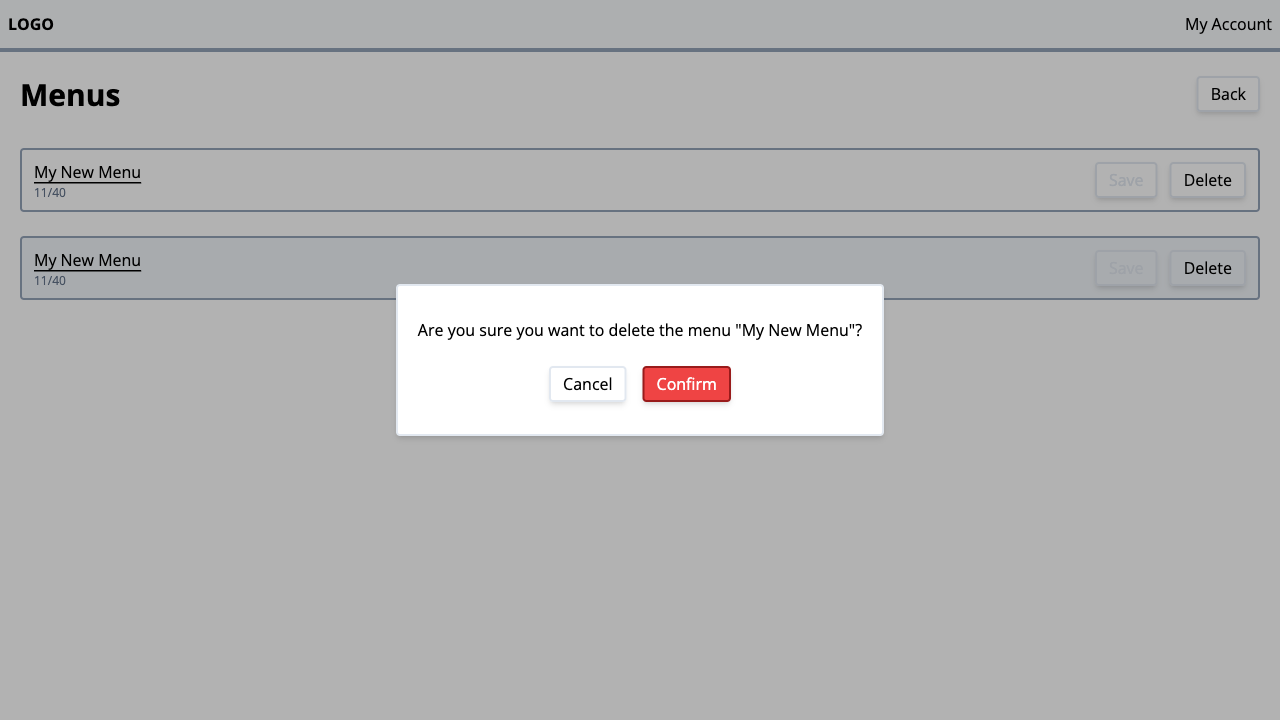 LOGO
My Account
Menus
Back
My New Menu
11/40
Save
Delete
My New Menu
11/40
Save
Delete
Are you sure you want to delete the menu "My New Menu"?
Cancel
Confirm